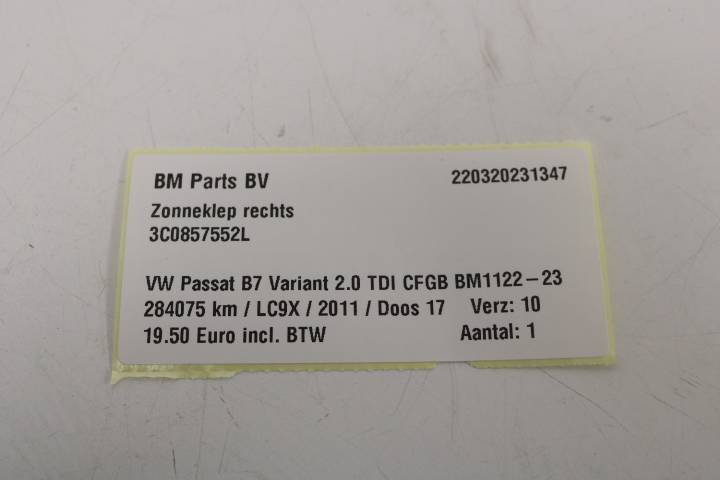 BM Parts BV 220320231347
Zonneklep rechts
3C0857552L
VW Passat B7 Variant 2.0 TDI CFGB BM1122-23
284075 km / LC9X / 2011 / Doos 17 Verz: 10
19.50 Euro incl. BTW Aantal: 1